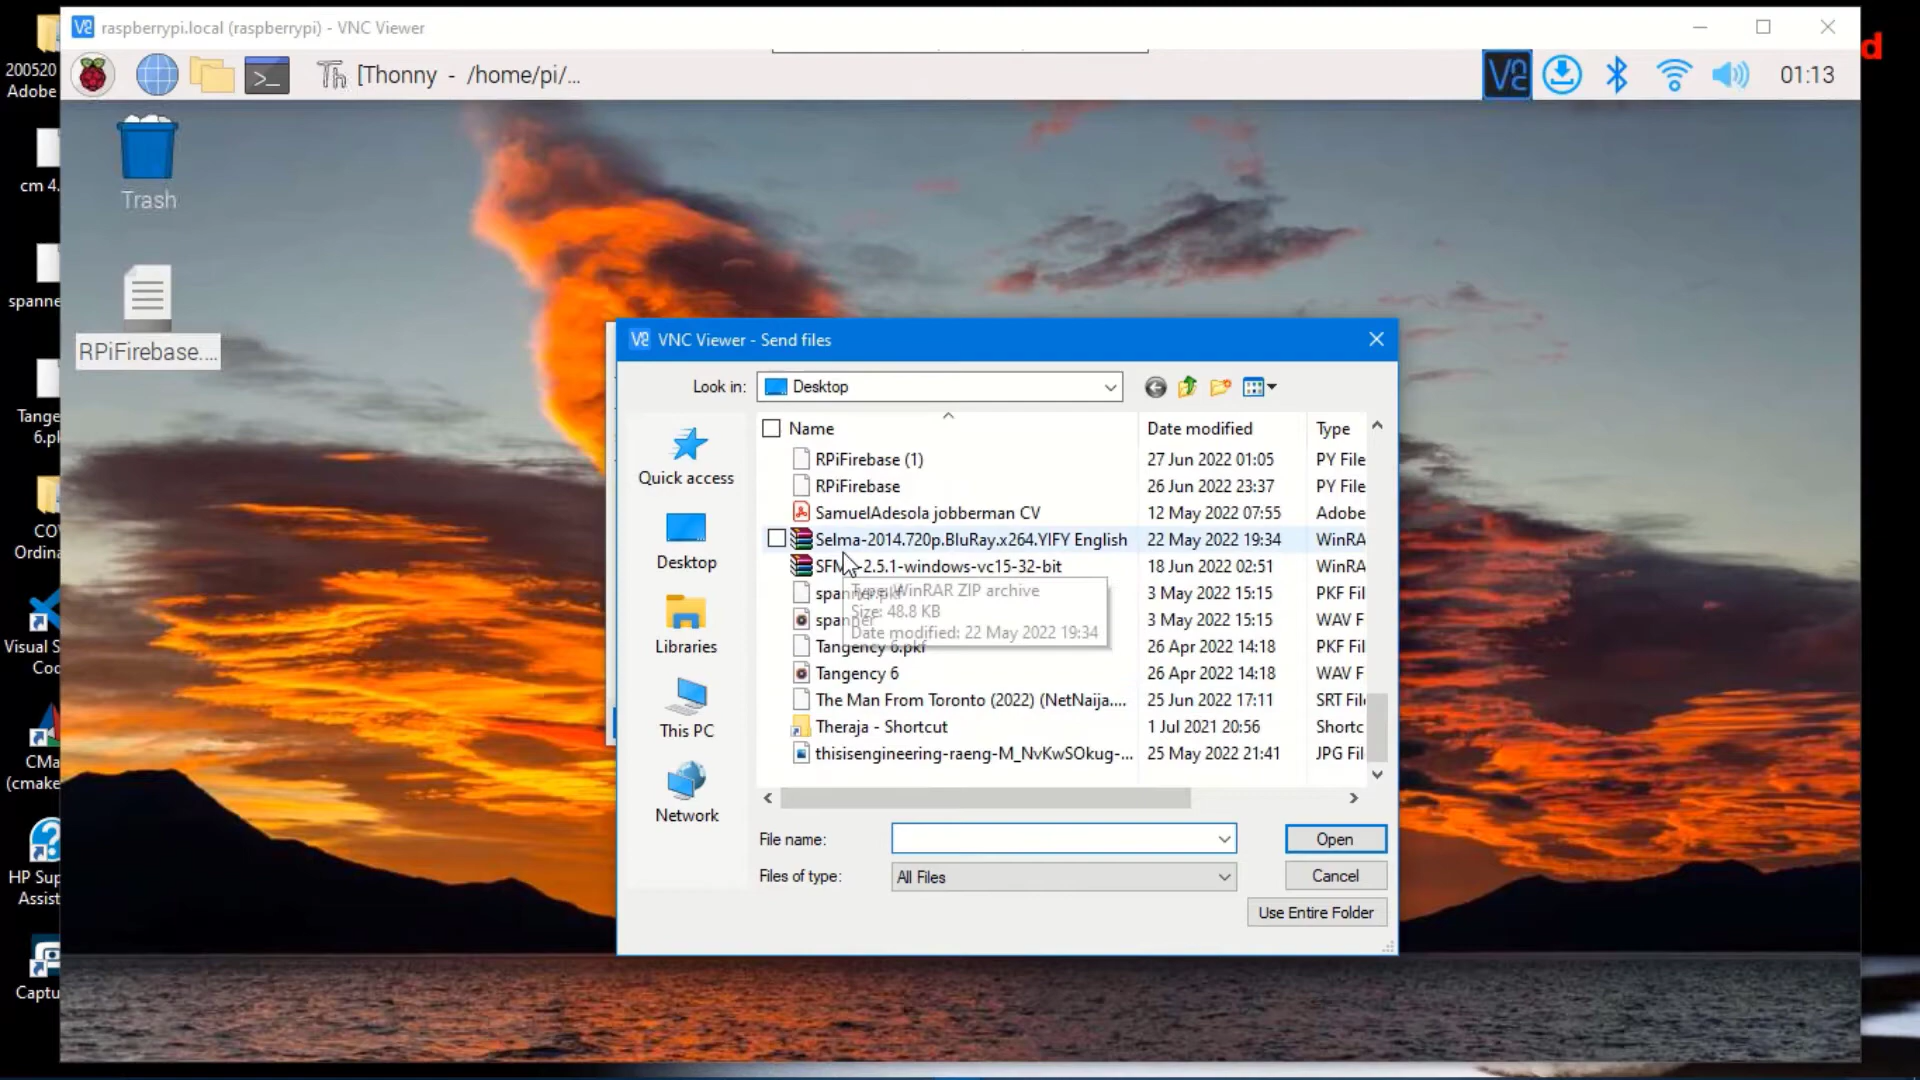 raspberrypi.local (raspberrypi) - VNC Viewer
[Thonny - /home/pi/...
01:13
d
200520
Adobe
cm 4.
spanne
Tange
6.pk
CO
Ordina
Visual S
Coc
CMa
(cmake
HP Sup
Assist
Captu
Trash
RPiFirebase....
VNC Viewer - Send files
Look in:
Desktop
Quick access
Desktop
Libraries
This PC
Network
Name
Date modified
Type
RPiFirebase (1)
27 Jun 2022 01:05
PY File
RPiFirebase
26 Jun 2022 23:37
PY File
SamuelAdesola jobberman CV
12 May 2022 07:55
Adobe
Selma-2014.720p.BluRay.x264.YIFY English
22 May 2022 19:34
WinRA
-2.5.1-windows-vc15-32-bit
18 Jun 2022 02:51
WinRA
Type: WinRAR ZIP archive
Size: 48.8 KB
Date modified: 22 May 2022 19:34
3 May 2022 15:15
PKF Fil
3 May 2022 15:15
WAV F
Tangency 6.pkf
26 Apr 2022 14:18
PKF Fil
Tangency 6
26 Apr 2022 14:18
WAV F
The Man From Toronto (2022) (NetNaija....
25 Jun 2022 17:11
SRT File
Theraja - Shortcut
1 Jul 2021 20:56
Shortc
thisisengineering-raeng-M_NvKwSOkug-...
25 May 2022 21:41
JPG Fil
File name:
Open
Files of type:
All Files
Cancel
Use Entire Folder